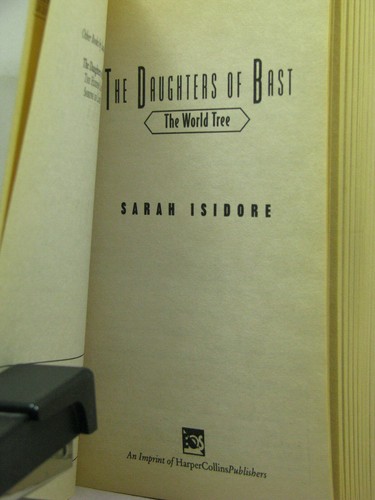 The Daughters of Bast
The World Tree
SARAH ISIDORE
An Imprint of HarperCollinsPublishers